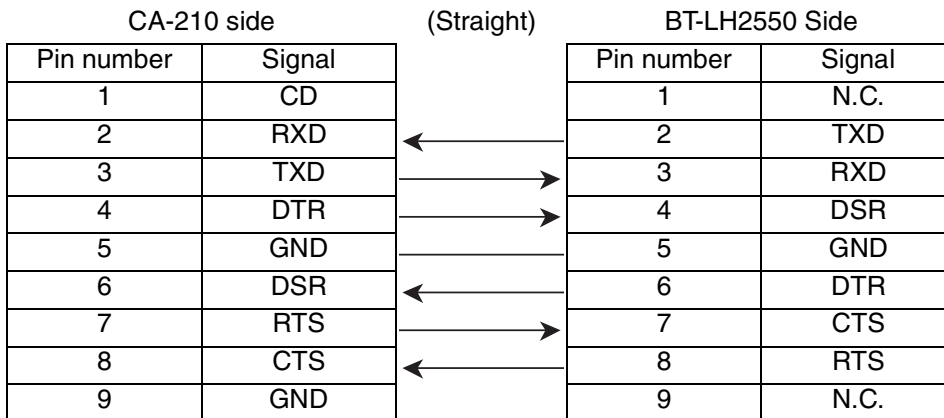 CA-210 side (Straight) BT-LH2550 Side
Pin number Signal Pin number Signal
1 CD 1 N.C.
2 RXD 2 TXD
3 TXD 3 RXD
4 DTR 4 DSR
5 GND 5 GND
6 DSR 6 DTR
7 RTS 7 CTS
8 CTS 8 RTS
9 GND 9 N.C.